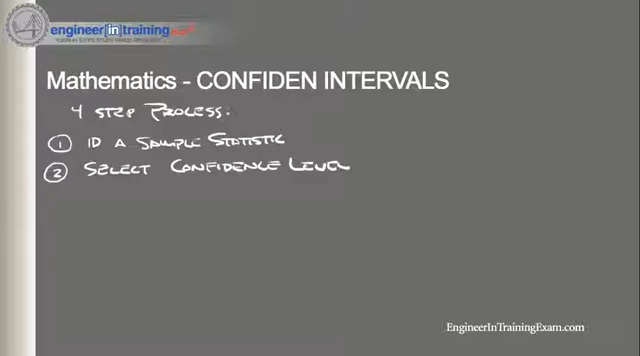 engineer[in]training
Mathematics - CONFIDEN INTERVALS
4 STEP PROCESS:
1 ID A SAMPLE STATISTIC
2 SELECT CONFIDENCE LEVEL
EngineerInTrainingExam.com